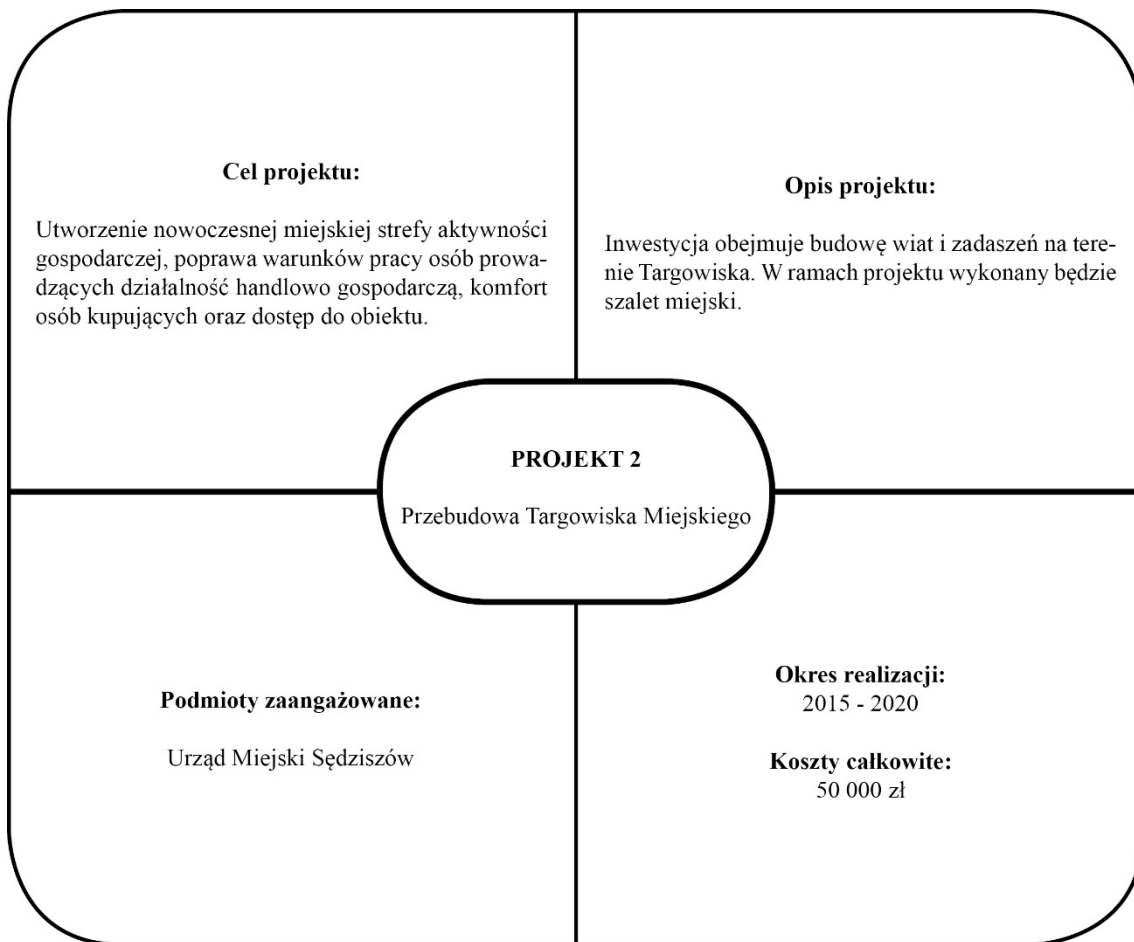 Cel projektu:
Utworzenie nowoczesnej miejskiej strefy aktywności
gospodarczej, poprawa warunków pracy osób prowa-
dzących działalność handlowo gospodarczą, komfort
osób kupujących oraz dostęp do obiektu.
Opis projektu:
Inwestycja obejmuje budowę wiat i zadaszeń na tere-
nie Targowiska. W ramach projektu wykonany będzie
szalet miejski.
PROJEKT 2
Przebudowa Targowiska Miejskiego
Podmioty zaangażowane:
Urząd Miejski Sędziszów
Okres realizacji:
2015 - 2020
Koszty całkowite:
50 000 zł